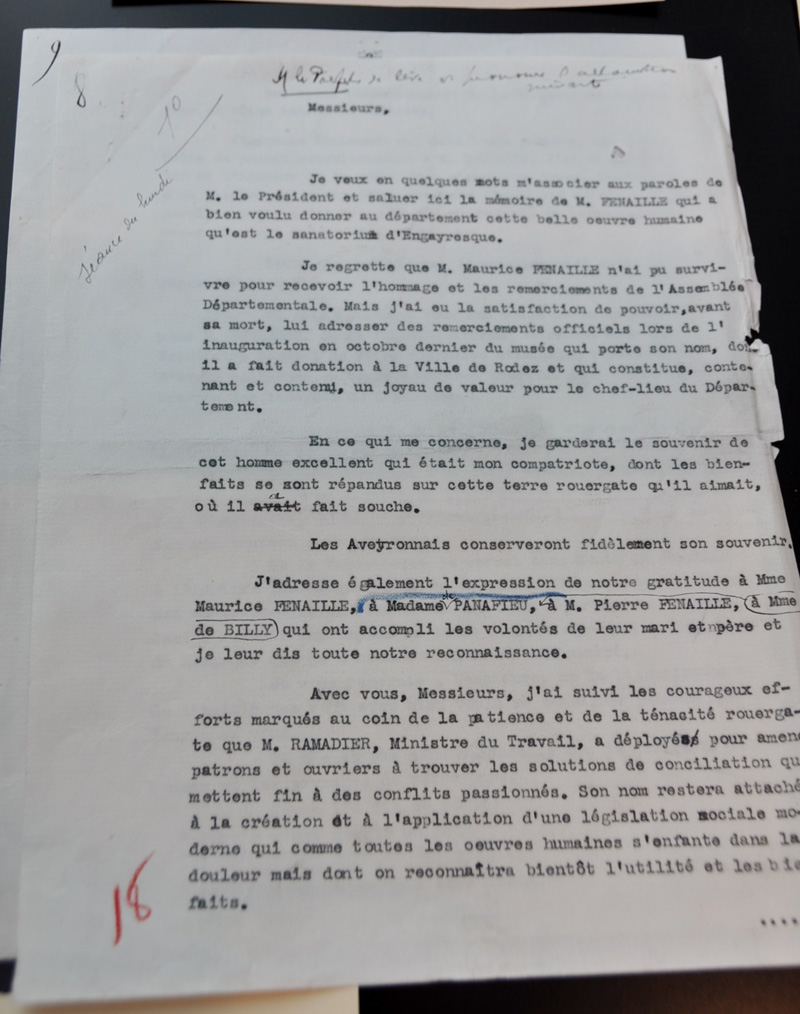 9
8
10
M le Préfet se lève et prononce l'allocution
suivante
séance du lundi
Messieurs,
Je veux en quelques mots m'associer aux paroles de
M. le Président et saluer ici la mémoire de M. FENAILLE qui a
bien voulu donner au département cette belle oeuvre humaine
qu'est le sanatorium d'Engayresque.
Je regrette que M. Maurice FENAILLE n'ai pu survi-
vre pour recevoir l'hommage et les remerciements de l'Assemblée
Départementale. Mais j'ai eu la satisfaction de pouvoir,avant
sa mort, lui adresser des remerciements officiels lors de l'
inauguration en octobre dernier du musée qui porte son nom, don
il a fait donation à la Ville de Rodez et qui constitue, conte-
nant et contenu, un joyau de valeur pour le chef-lieu du Dépar-
tement.
En ce qui me concerne, je garderai le souvenir de
cet homme excellent qui était mon compatriote, dont les bien-
faits se sont répandus sur cette terre rouergate qu'il aimait,
où il avait a fait souche.
Les Aveyronnais conserveront fidèlement son souvenir.
J'adresse également l'expression de notre gratitude à Mme
Maurice FENAILLE, à Madame PANAFIEU, à M. Pierre FENAILLE, à Mme
de BILLY qui ont accompli les volontés de leur mari et père et
je leur dis toute notre reconnaissance.
Avec vous, Messieurs, j'ai suivi les courageux ef-
forts marqués au coin de la patience et de la ténacité rouerga-
te que M. RAMADIER, Ministre du Travail, a déployés pour amene
patrons et ouvriers à trouver les solutions de conciliation qu
mettent fin à des conflits passionnés. Son nom restera attaché
à la création et à l'application d'une législation sociale mo-
derne qui comme toutes les oeuvres humaines s'enfante dans la
douleur mais dont on reconnaîtra bientôt l'utilité et les bie
faits.
....
18